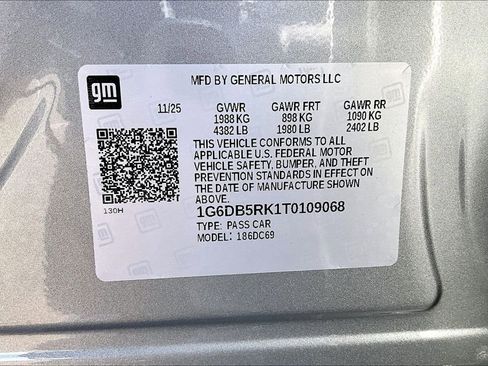 gm
MFD BY GENERAL MOTORS LLC
11/25 GVWR GAWR FRT GAWR RR
1988 KG 898 KG 1090 KG
4382 LB 1980 LB 2402 LB
THIS VEHICLE CONFORMS TO ALL
APPLICABLE U.S. FEDERAL MOTOR
VEHICLE SAFETY, BUMPER, AND THEFT
PREVENTION STANDARDS IN EFFECT ON
THE DATE OF MANUFACTURE SHOWN
ABOVE.
130H
1G6DB5RK1T0109068
TYPE: PASS CAR
MODEL: 186DC69